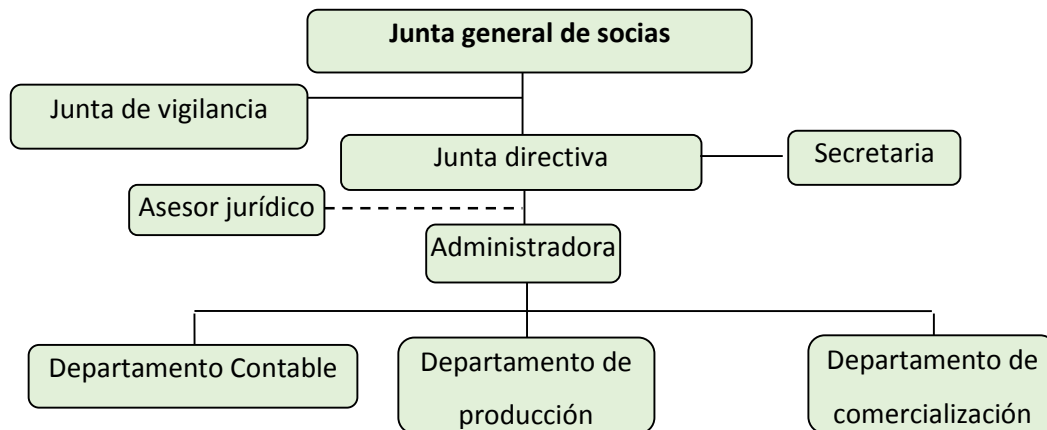 Junta general de socias
Junta de vigilancia
Junta directiva
Secretaria
Asesor jurídico
Administradora
Departamento Contable
Departamento de
producción
Departamento de
comercialización